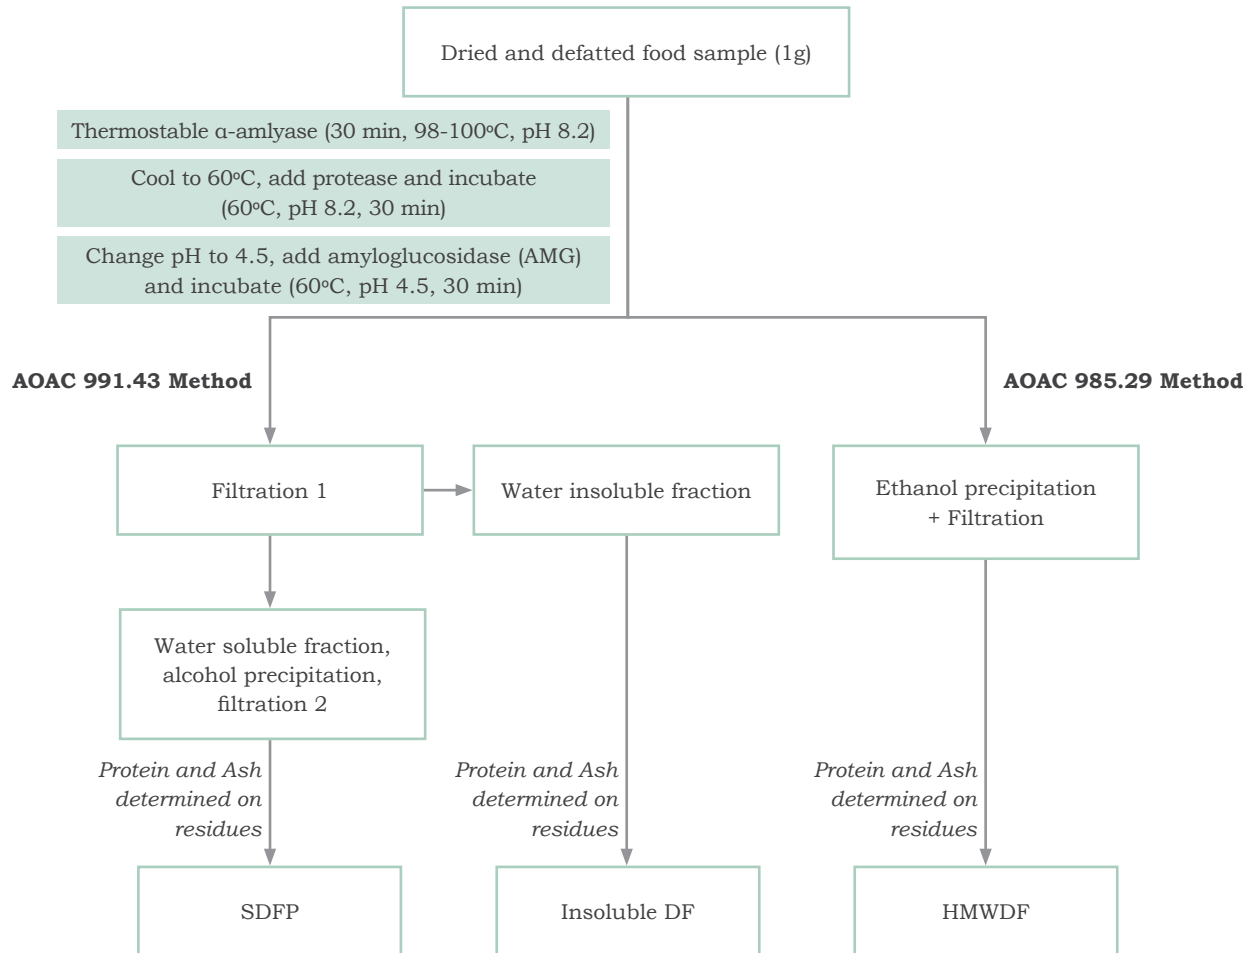 Dried and defatted food sample (1g)
Thermostable α-amlyase (30 min, 98-100ºC, pH 8.2)
Cool to 60ºC, add protease and incubate
(60ºC, pH 8.2, 30 min)
Change pH to 4.5, add amyloglucosidase (AMG)
and incubate (60ºC, pH 4.5, 30 min)
AOAC 991.43 Method
AOAC 985.29 Method
Filtration 1
Water insoluble fraction
Ethanol precipitation
+ Filtration
Water soluble fraction,
alcohol precipitation,
filtration 2
Protein and Ash
determined on
residues
Protein and Ash
determined on
residues
Protein and Ash
determined on
residues
SDFP
Insoluble DF
HMWDF